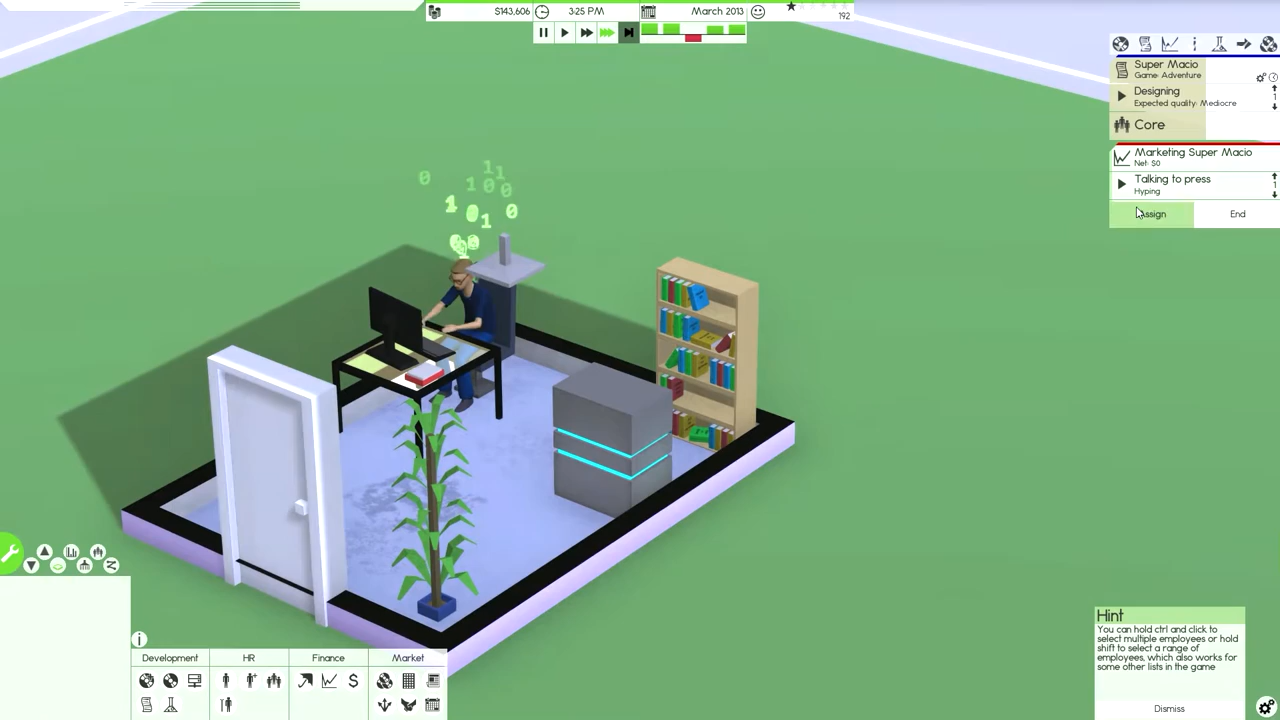 $143,606
3:25 PM
March 2013
192
Super Macio
Game: Adventure
Designing
Expected quality: Mediocre
1
Core
Marketing Super Macio
Net: $0
Talking to press
Hyping
1
Assign
End
Hint
You can hold ctrl and click to
select multiple employees or hold
shift to select a range of
employees, which also works for
some other lists in the game
Dismiss
Development
HR
Finance
Market